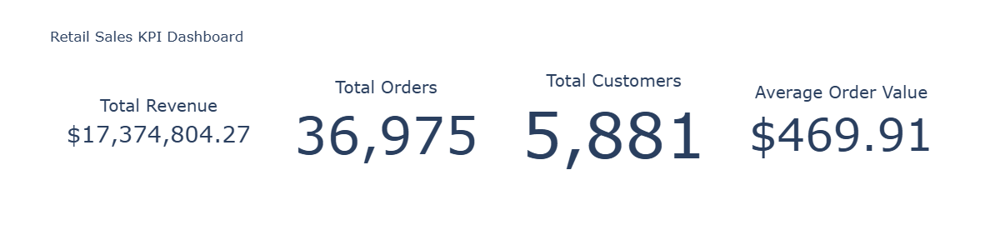 Retail Sales KPI Dashboard
Total Revenue
$17,374,804.27
Total Orders
36,975
Total Customers
5,881
Average Order Value
$469.91